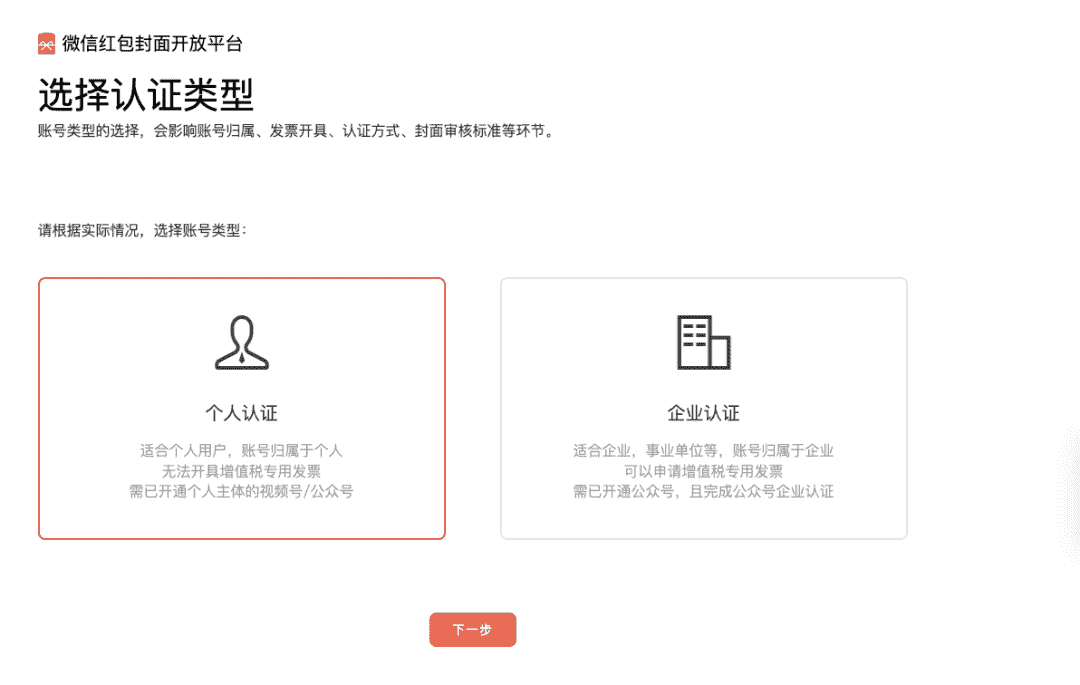 微信红包封面开放平台
选择认证类型
账号类型的选择，会影响账号归属、发票开具、认证方式、封面审核标准等环节。
请根据实际情况，选择账号类型：
个人认证
适合个人用户，账号归属于个人
无法开具增值税专用发票
需已开通个人主体的视频号/公众号
企业认证
适合企业，事业单位等，账号归属于企业
可以申请增值税专用发票
需已开通公众号，且完成公众号企业认证
下一步